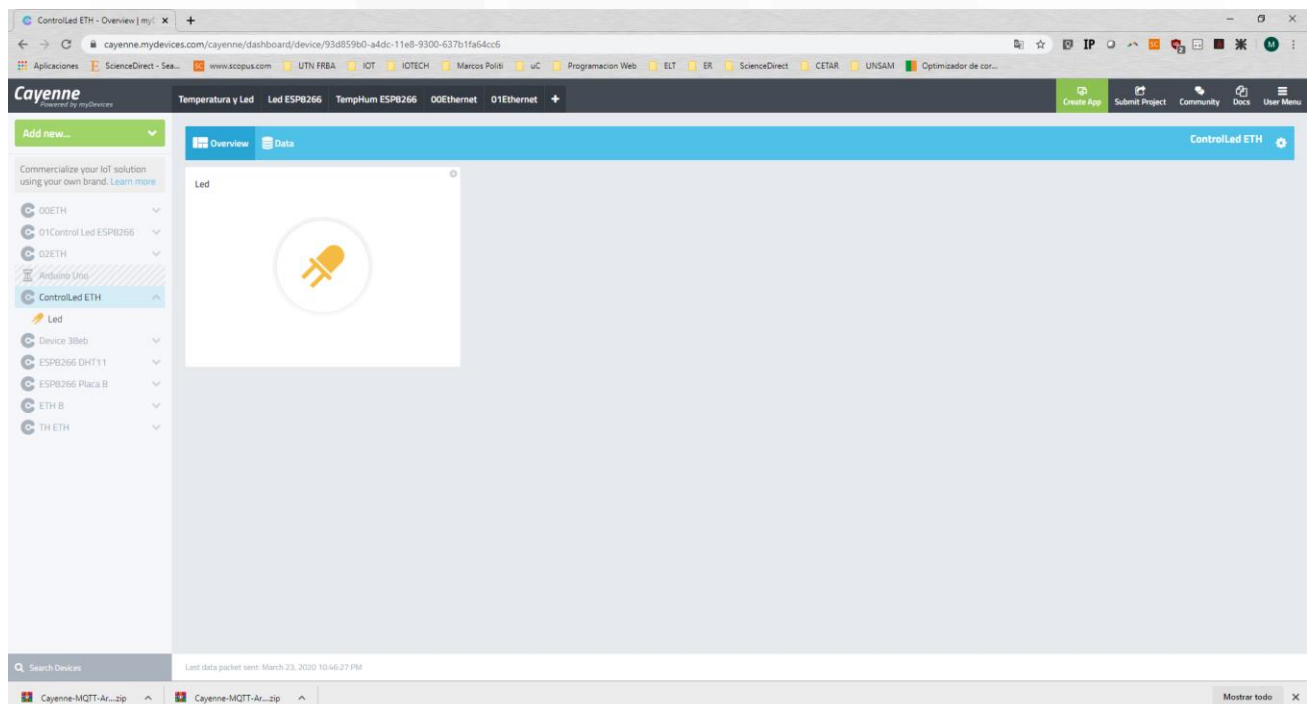 ControlLed ETH - Overview | my
cayenne.mydevices.com/cayenne/dashboard/device/93d859b0-a4dc-11e8-9300-637b1fa64cc6
IP
SC
M
Aplicaciones ScienceDirect - Sea... SC www.scopus.com UTN FRBA IOT IOTECH Marcos Politi uC Programacion Web ELT ER ScienceDirect CETAR UNSAM Optimizador de cor...
Cayenne
Powered by myDevices
Temperatura y Led Led ESP8266 TempHum ESP8266 00Ethernet 01Ethernet +
Create App Submit Project Community Docs User Menu
Add new...
Overview Data
ControlLed ETH
Commercialize your IoT solution
using your own brand. Learn more
Led
00ETH
01Control Led ESP8266
02ETH
Arduino Uno
ControlLed ETH
Led
Device 38eb
ESP8266 DHT11
ESP8266 Placa B
ETH B
TH ETH
Search Devices
Last data packet sent: March 23, 2020 10:46:27 PM
Cayenne-MQTT-Ar....zip Cayenne-MQTT-Ar....zip
Mostrar todo